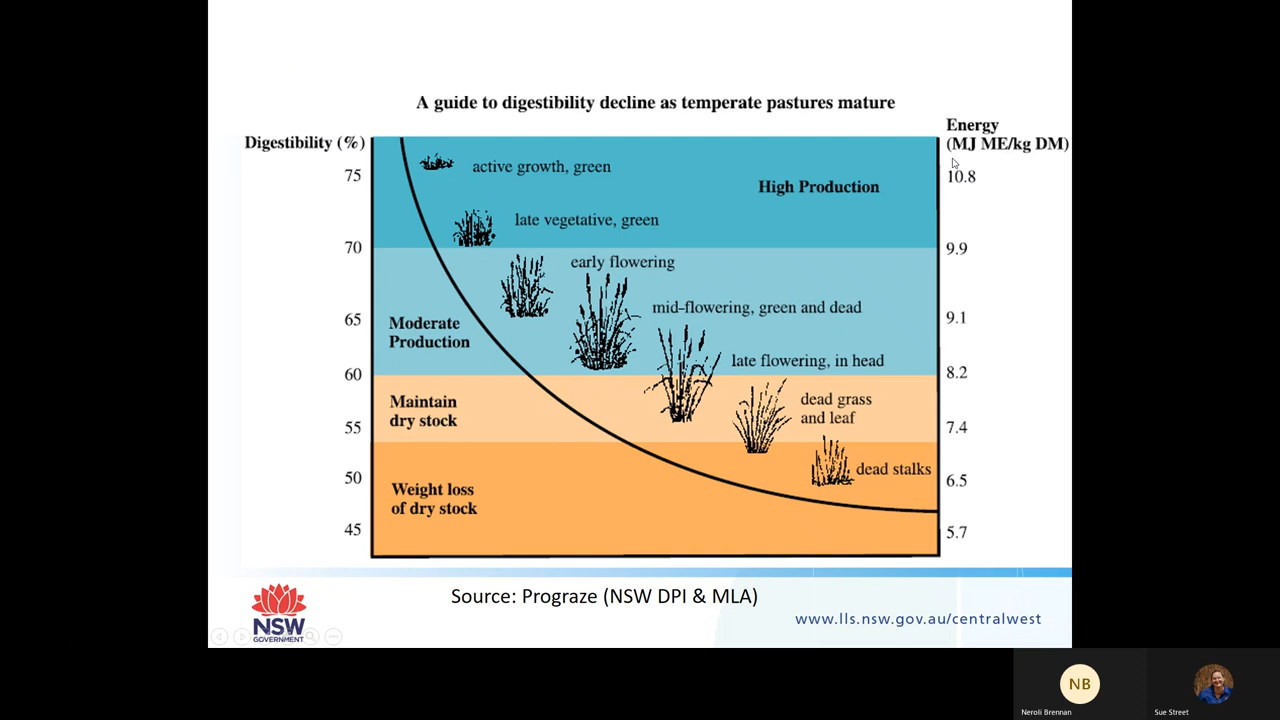 A guide to digestibility decline as temperate pastures mature
Digestibility (%)
Energy
(MJ ME/kg DM)
75
active growth, green
High Production
10.8
late vegetative, green
70
9.9
early flowering
mid-flowering, green and dead
65
Moderate
Production
9.1
late flowering, in head
60
8.2
Maintain
dry stock
dead grass
and leaf
55
7.4
dead stalks
50
6.5
Weight loss
of dry stock
45
5.7
Source: Prograze (NSW DPI & MLA)
www.lls.nsw.gov.au/centralwest
NSW
GOVERNMENT
NB
Neroli Brennan
Sue Street